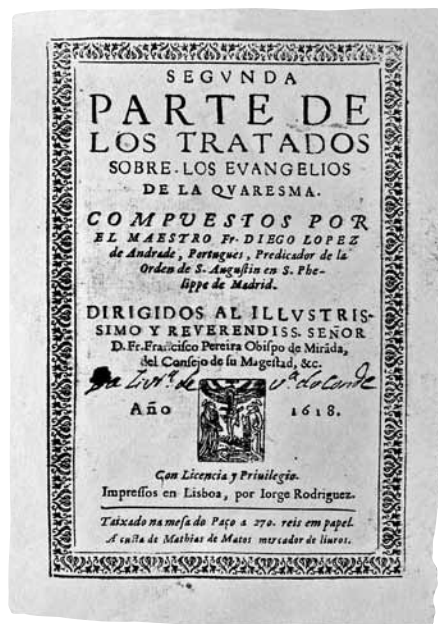 SEGVNDA
PARTE DE
LOS TRATADOS
SOBRE.LOS EVANGELIOS
DE LA QVARESMA.
COMPVESTOS POR
EL MAESTRO Fr. DIEGO LOPEZ
de Andrade, Portugues, Predicador de la
Orden de S. Auguſtin en S. Phe-
lippe de Madrid.
DIRIGIDOS AL ILLVSTRIS-
SIMO Y REVERENDISS. SEÑOR
D. Fr. Franciſco Pereira Obiſpo de Mirãda,
del Conſejo de ſu Mageſtad, &c.
da de do Conde
Año 1618.
Con Licencia y Priuilegio.
Impreſſos en Lisboa, por Iorge Rodriguez.
Taixado na meſa do Paço a 270. reis em papel.
A cuſta de Mathias de Matos mercador de liuros.